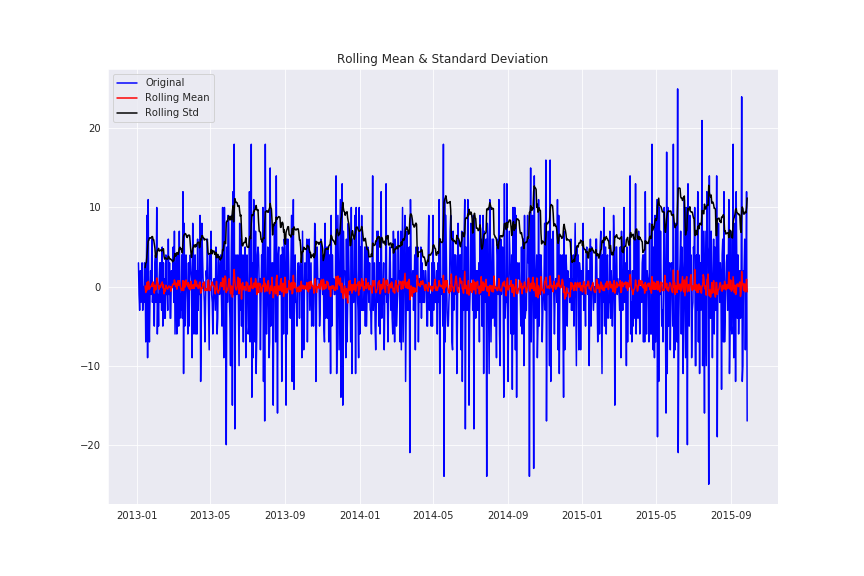 Rolling Mean & Standard Deviation
Original
Rolling Mean
Rolling Std
20
10
0
−10
−20
2013-01 2013-05 2013-09 2014-01 2014-05 2014-09 2015-01 2015-05 2015-09